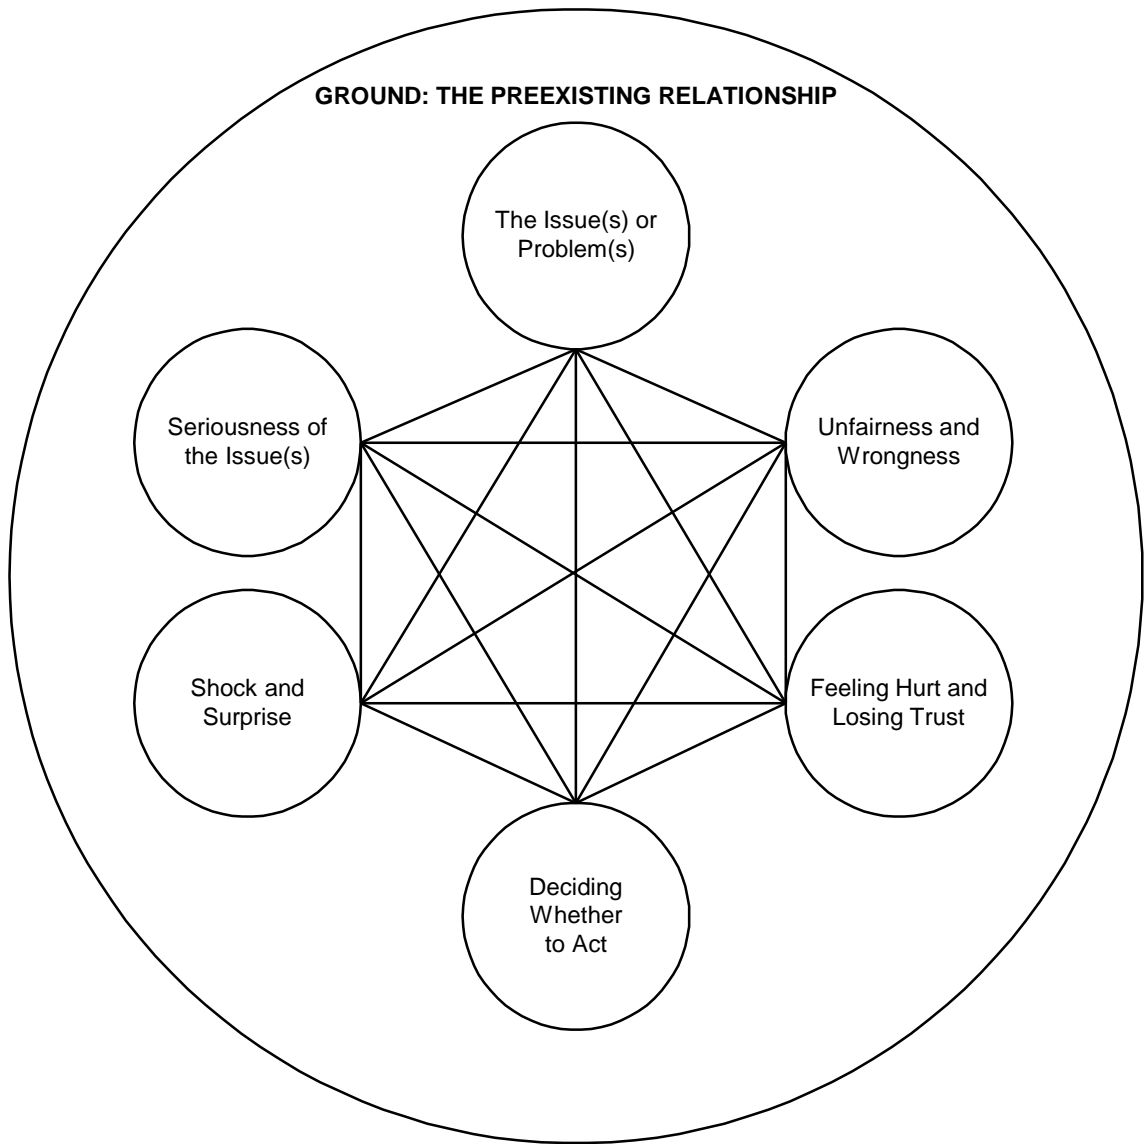 GROUND: THE PREEXISTING RELATIONSHIP
The Issue(s) or
Problem(s)
Seriousness of
the Issue(s)
Unfairness and
Wrongness
Shock and
Surprise
Feeling Hurt and
Losing Trust
Deciding
Whether
to Act